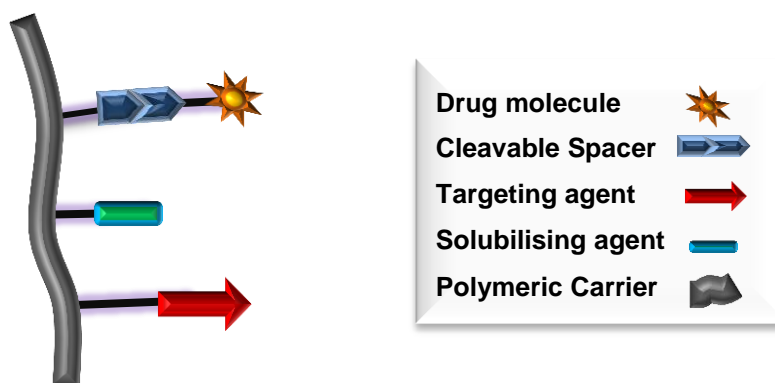 Drug molecule
Cleavable Spacer
Targeting agent
Solubilising agent
Polymeric Carrier